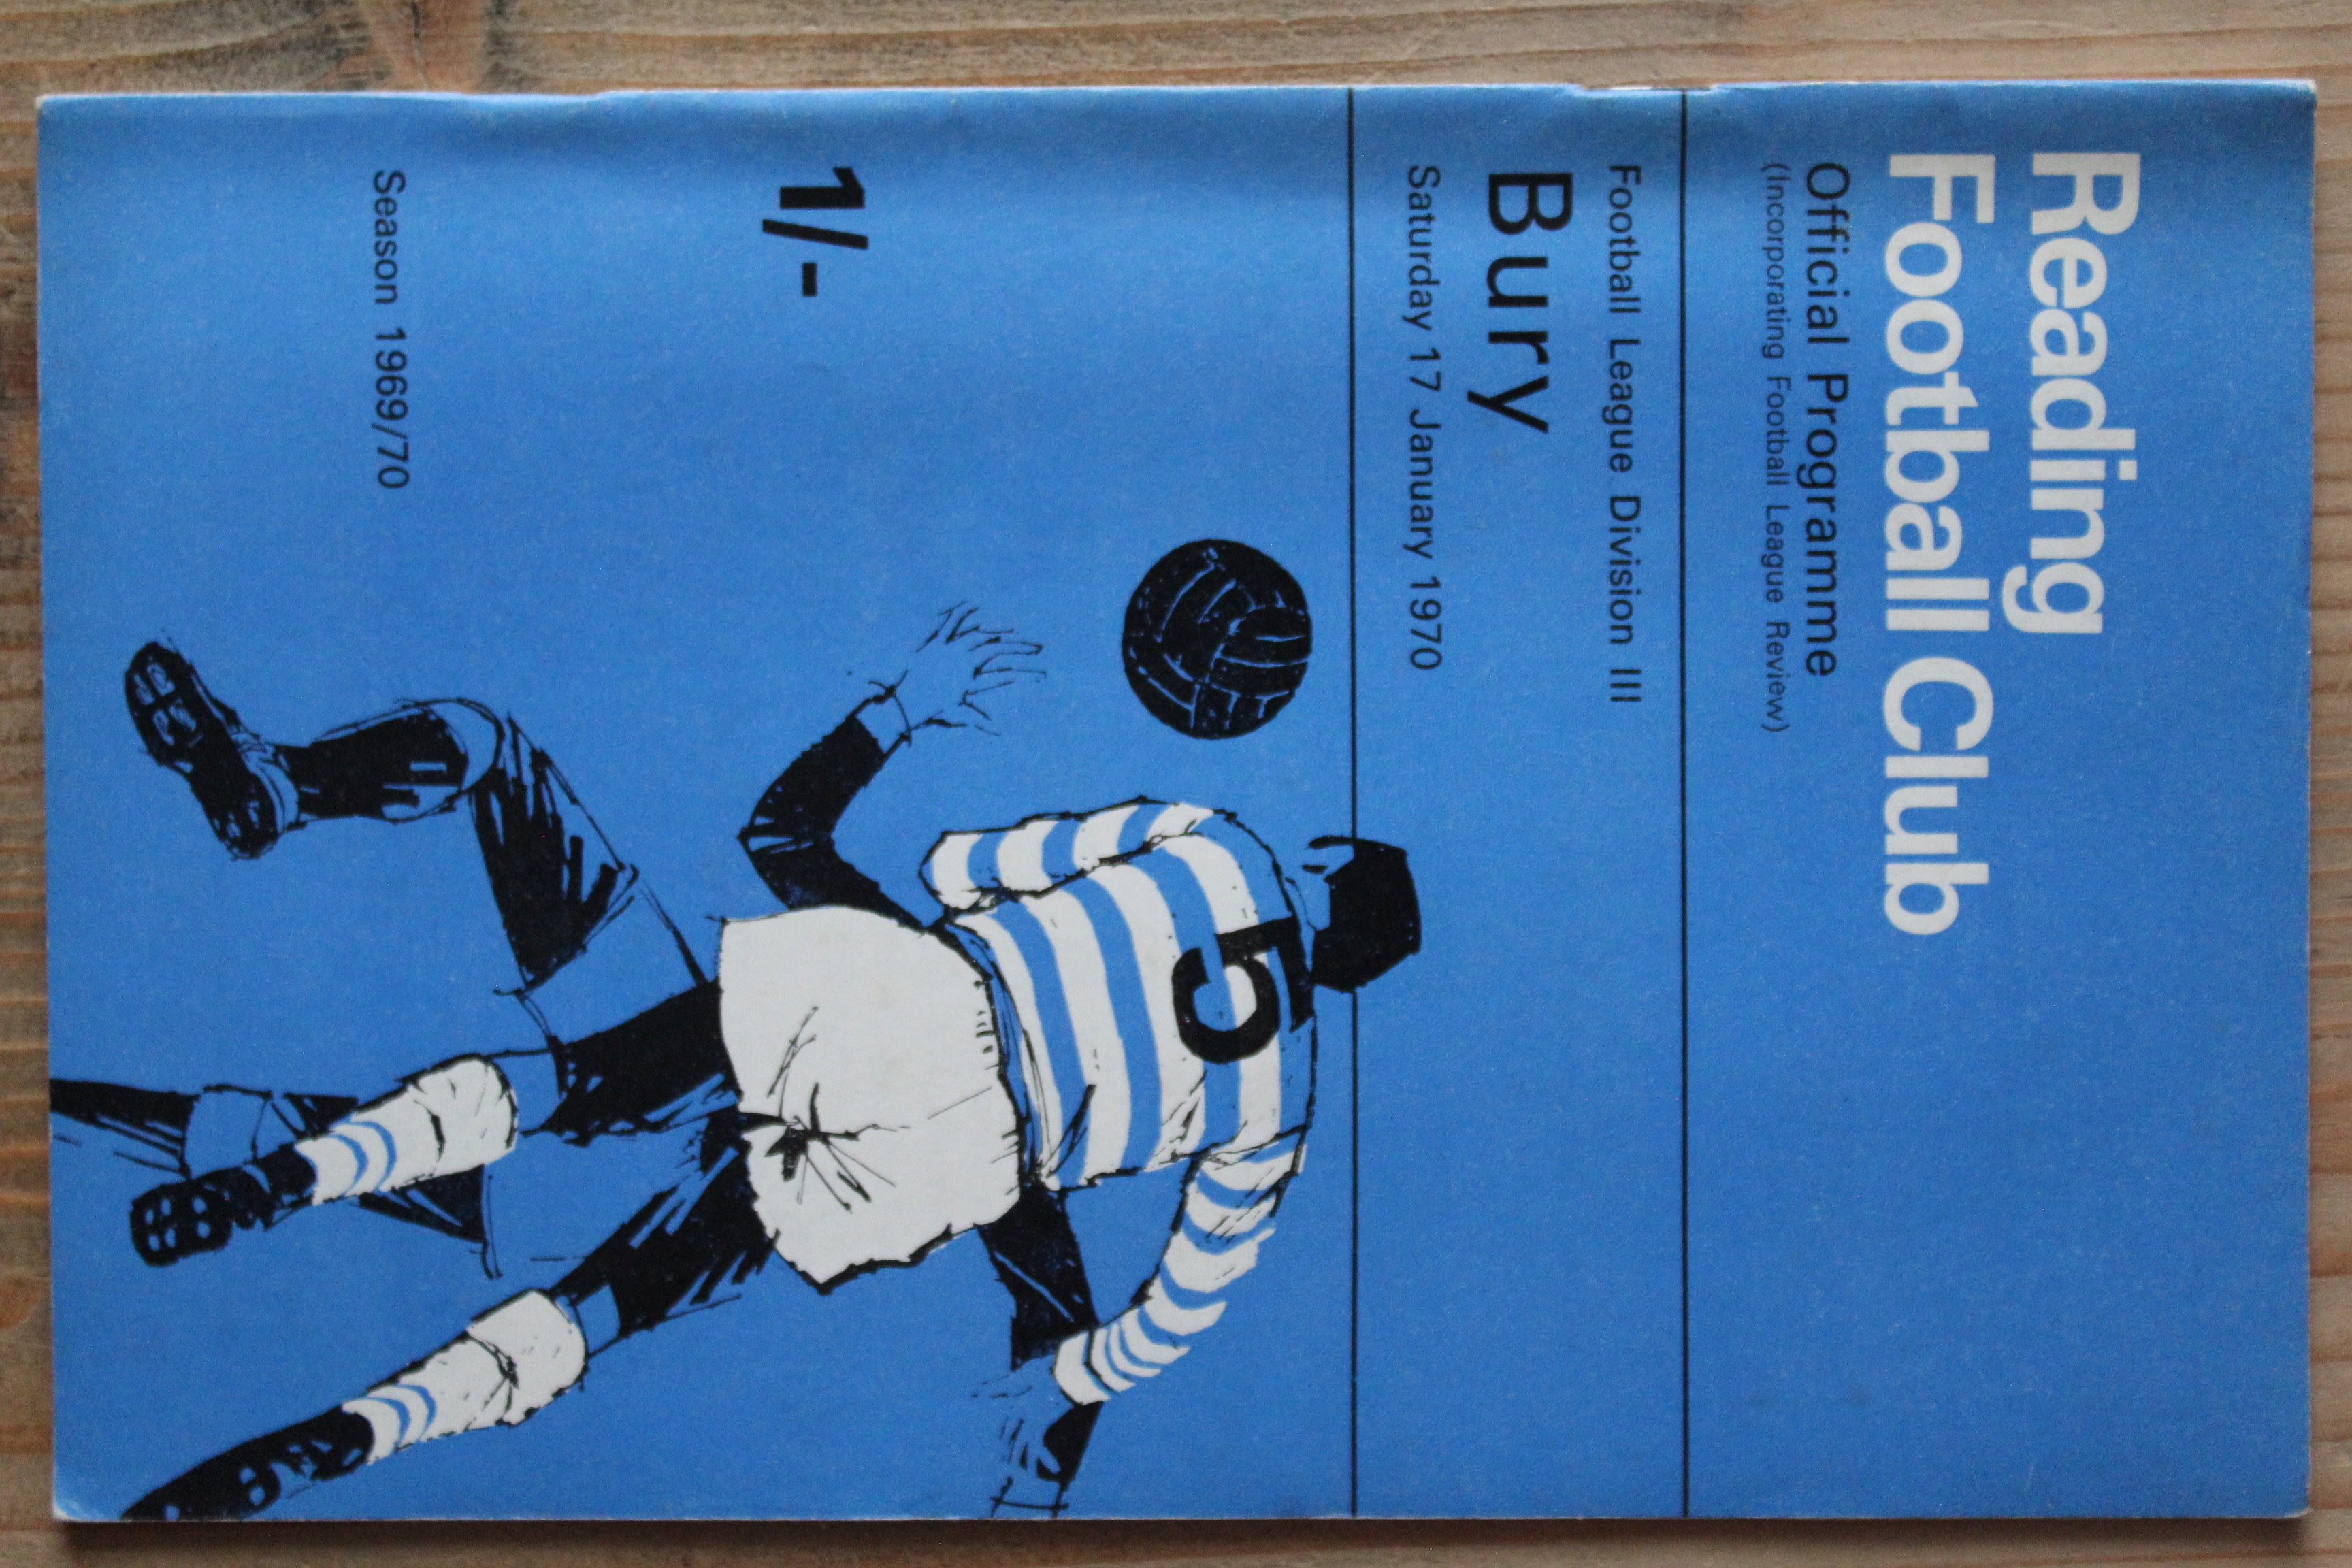 Reading
Football Club
Official Programme
(Incorporating Football League Review)
Football League Division III
Bury
Saturday 17 January 1970
5
1/-
Season 1969/70